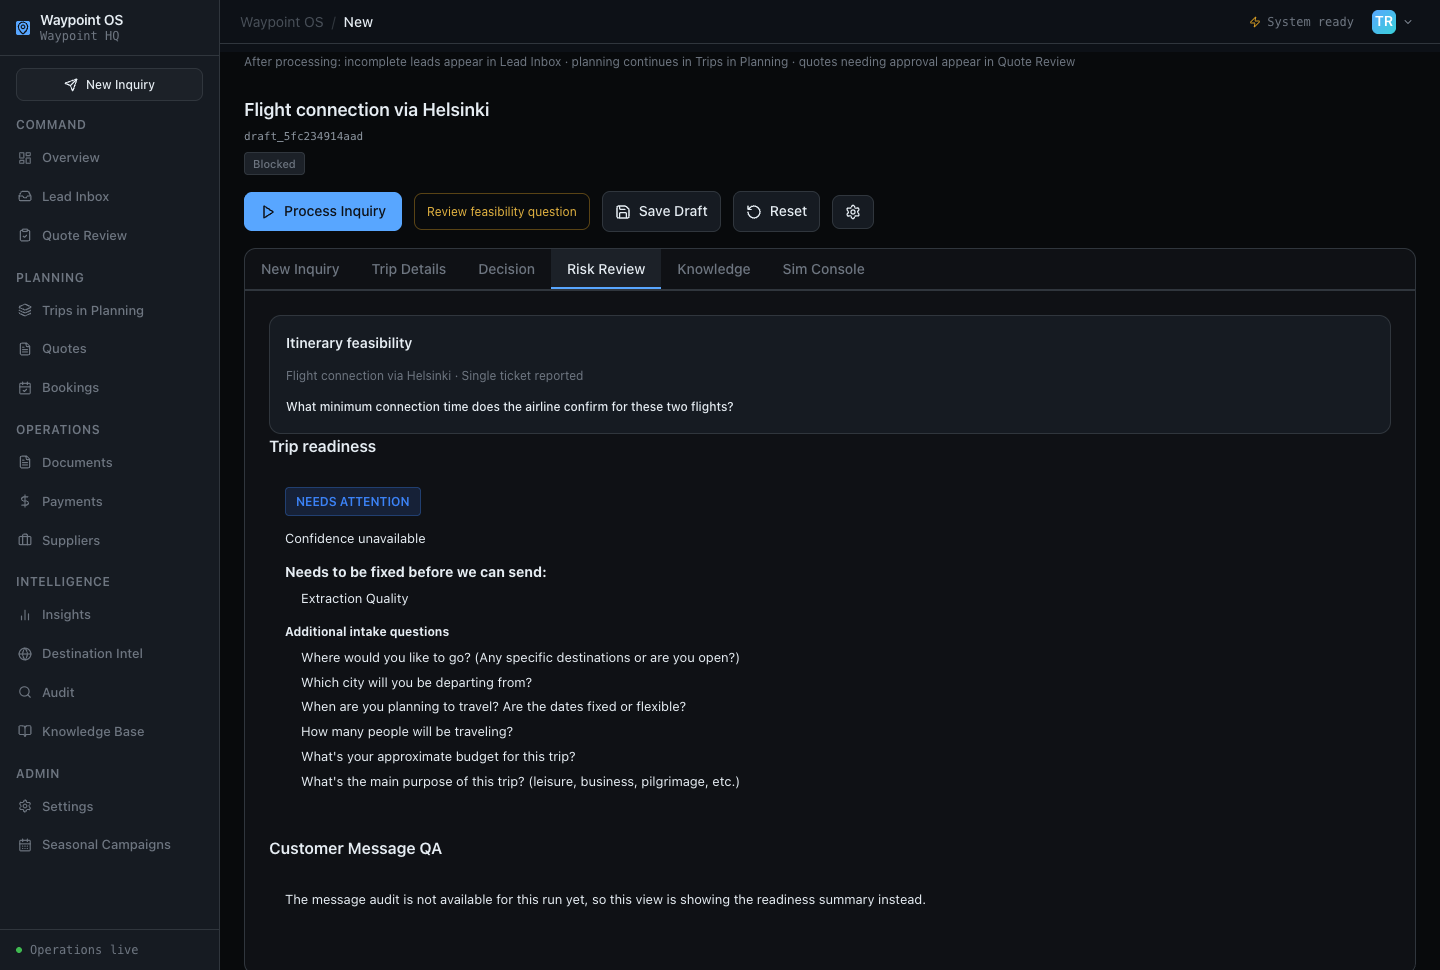 Waypoint OS
Waypoint HQ
New Inquiry
COMMAND
Overview
Lead Inbox
Quote Review
PLANNING
Trips in Planning
Quotes
Bookings
OPERATIONS
Documents
Payments
Suppliers
INTELLIGENCE
Insights
Destination Intel
Audit
Knowledge Base
ADMIN
Settings
Seasonal Campaigns
Operations live
Waypoint OS / New
System ready
TR
After processing: incomplete leads appear in Lead Inbox · planning continues in Trips in Planning · quotes needing approval appear in Quote Review
Flight connection via Helsinki
draft_5fc234914aad
Blocked
Process Inquiry
Review feasibility question
Save Draft
Reset
New Inquiry
Trip Details
Decision
Risk Review
Knowledge
Sim Console
Itinerary feasibility
Flight connection via Helsinki · Single ticket reported
What minimum connection time does the airline confirm for these two flights?
Trip readiness
NEEDS ATTENTION
Confidence unavailable
Needs to be fixed before we can send:
Extraction Quality
Additional intake questions
Where would you like to go? (Any specific destinations or are you open?)
Which city will you be departing from?
When are you planning to travel? Are the dates fixed or flexible?
How many people will be traveling?
What's your approximate budget for this trip?
What's the main purpose of this trip? (leisure, business, pilgrimage, etc.)
Customer Message QA
The message audit is not available for this run yet, so this view is showing the readiness summary instead.